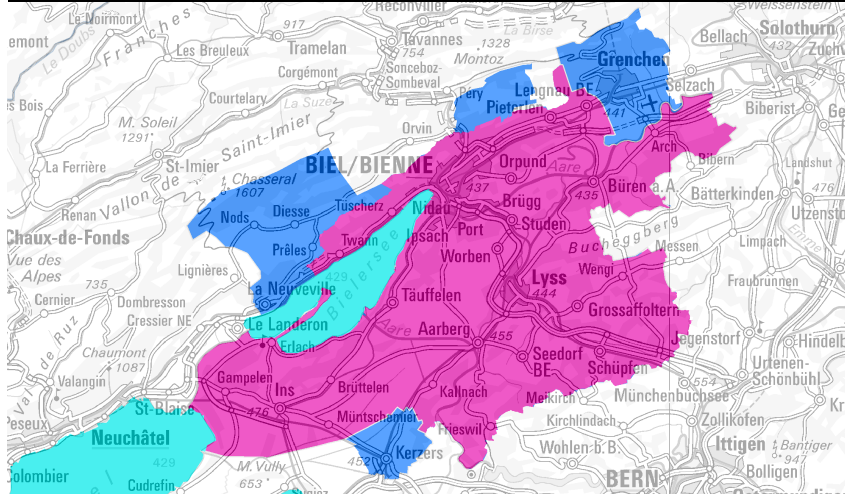 Le Noirmont
917
Reconvilier
Weissenstein
emont
Le Doubs
Franches
Tramelan
Tavannes
La Birse
1328
Montoz
Bellach
Solothurn
432
Zuchw
Les Breuleux
754
Sonceboz-
Sombeval
Grenchen
Corgémont
Selzach
s Bois
Courtelary
La Suze
Péry
Pieterlen
Lengnau BE
441
Biberist
Ge
M. Soleil
1291
Saint-Imier
Orvin
Arch
La Ferrière
St-Imier
Chasseral
1607
BIEL/BIENNE
Orpund
Aare
Bibern
Landshut
Renan
Vallon de
437
435
Büren a.A.
Bätterkinden
476
Nods
Diesse
Tüscherz
Nidau
Brügg
Utzenstor
Chaux-de-Fonds
Prêles
Twann
Ipsach
Port
Studen
Bucheggberg
Limpach
Emme
Vue des
Alpes
Lignières
429
Bielersee
Worben
Messen
735
La Neuveville
Lyss
Wengi
Fraubrunnen
Cernier
Dombresson
Täuffelen
444
Grossaffoltern
Cressier NE
Le Landeron
Aare
Aarberg
455
Jegenstorf
Hindelb
Val de Ruz
Chaumont
1087
Erlach
Seedorf
BE
Schüpfen
Urtenen-
Schönbühl
Valangin
Gampelen
Ins
Brüttelen
Kallnach
554
Münchenbuchsee
St-Blaise
476
Müntschemier
Meikirch
Peseux
Neuchâtel
Frieswil
Kirchlindach
Zollikofen
Kr
429
M. Vully
653
452
Kerzers
Wohlen b.B.
Ittigen
Bantiger
947
Colombier
l
Cudrefin
Sugiez
BERN
Bolligen